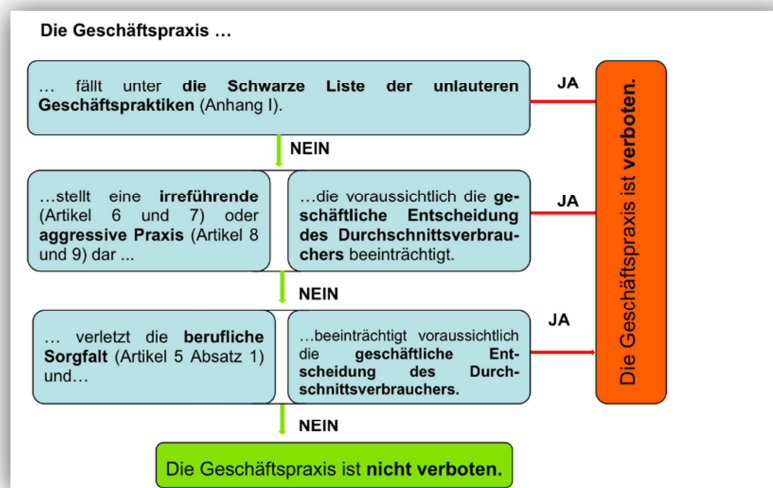 Die Geschäftspraxis …
… fällt unter die Schwarze Liste der unlauteren
Geschäftspraktiken (Anhang I).
JA
NEIN
…stellt eine irreführende
(Artikel 6 und 7) oder
aggressive Praxis (Artikel 8
und 9) dar ...
…die voraussichtlich die ge-
schäftliche Entscheidung
des Durchschnittsverbrau-
chers beeinträchtigt.
JA
NEIN
… verletzt die berufliche
Sorgfalt (Artikel 5 Absatz 1)
und…
…beeinträchtigt voraussichtlich
die geschäftliche Ent-
scheidung des Durch-
schnittsverbrauchers.
JA
NEIN
Die Geschäftspraxis ist verboten.
Die Geschäftspraxis ist nicht verboten.